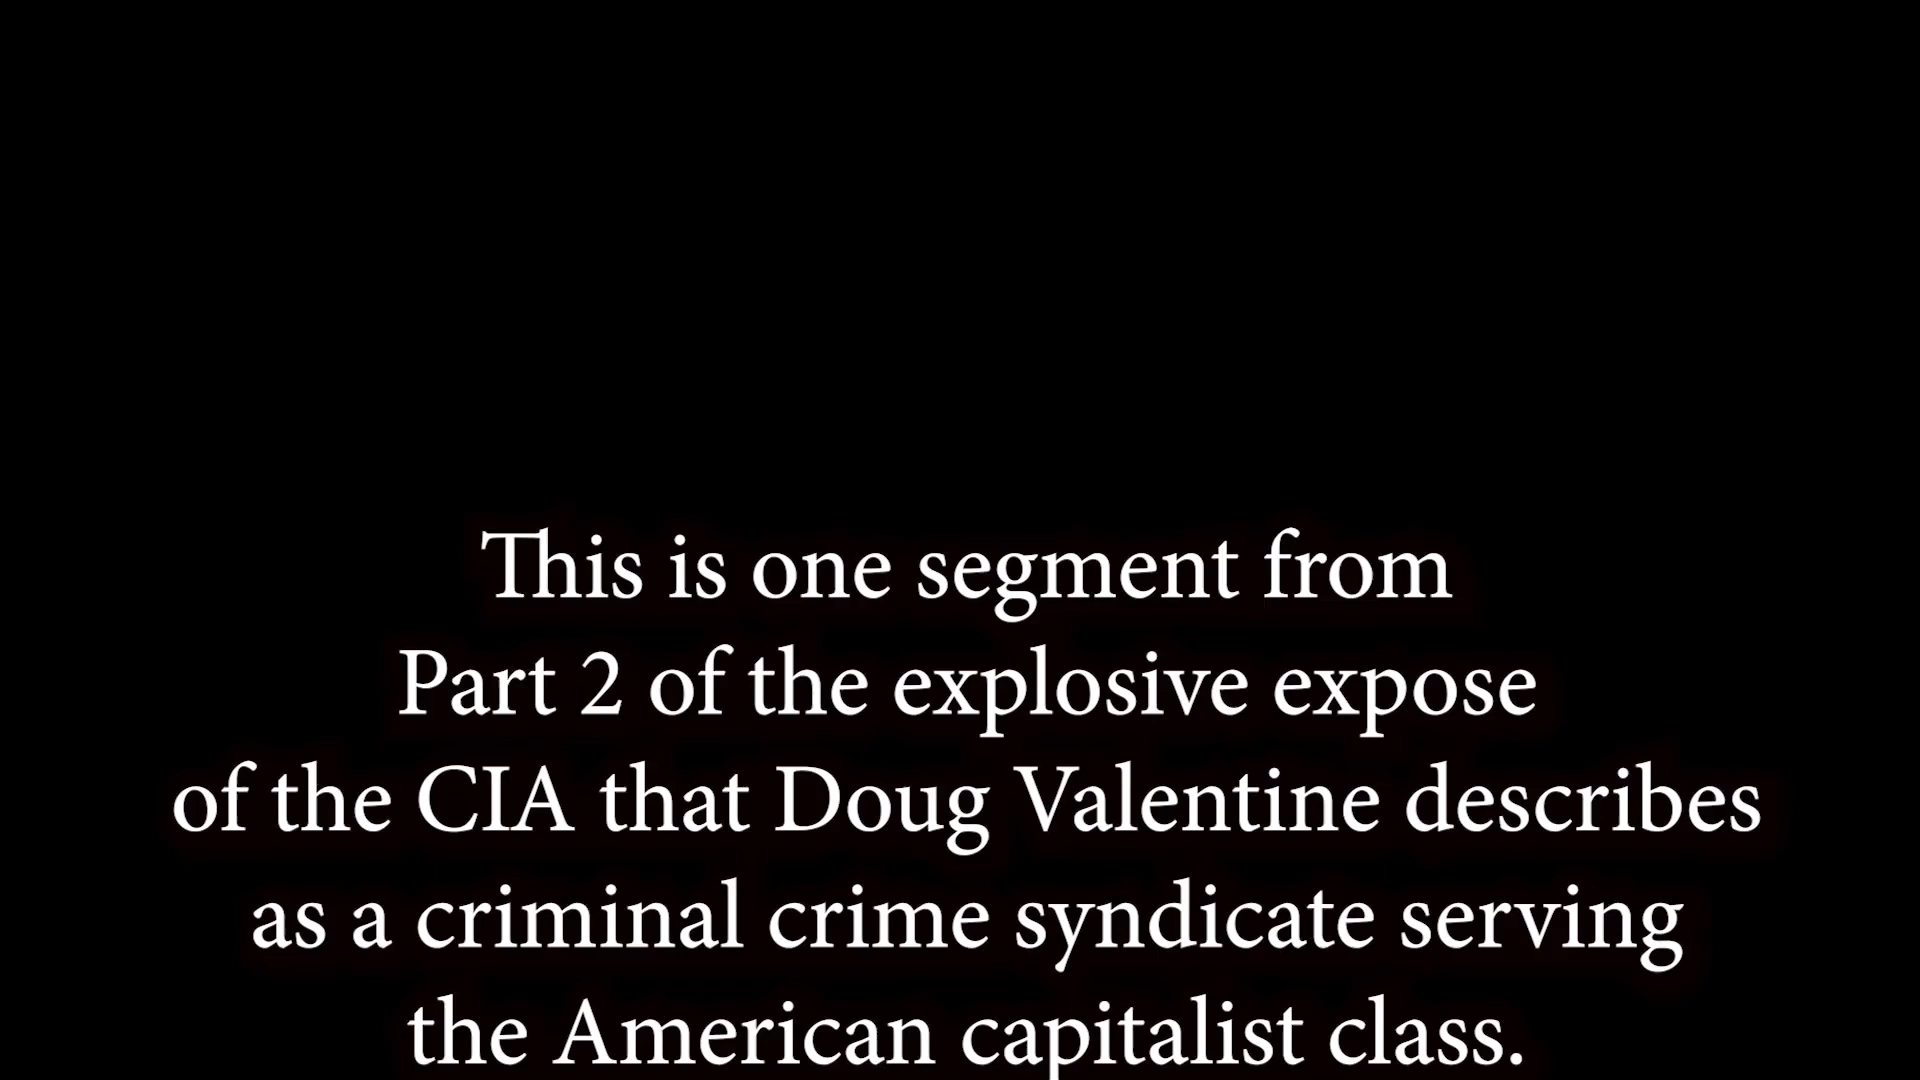 This is one segment from
Part 2 of the explosive expose
of the CIA that Doug Valentine describes
as a criminal crime syndicate serving
the American capitalist class.